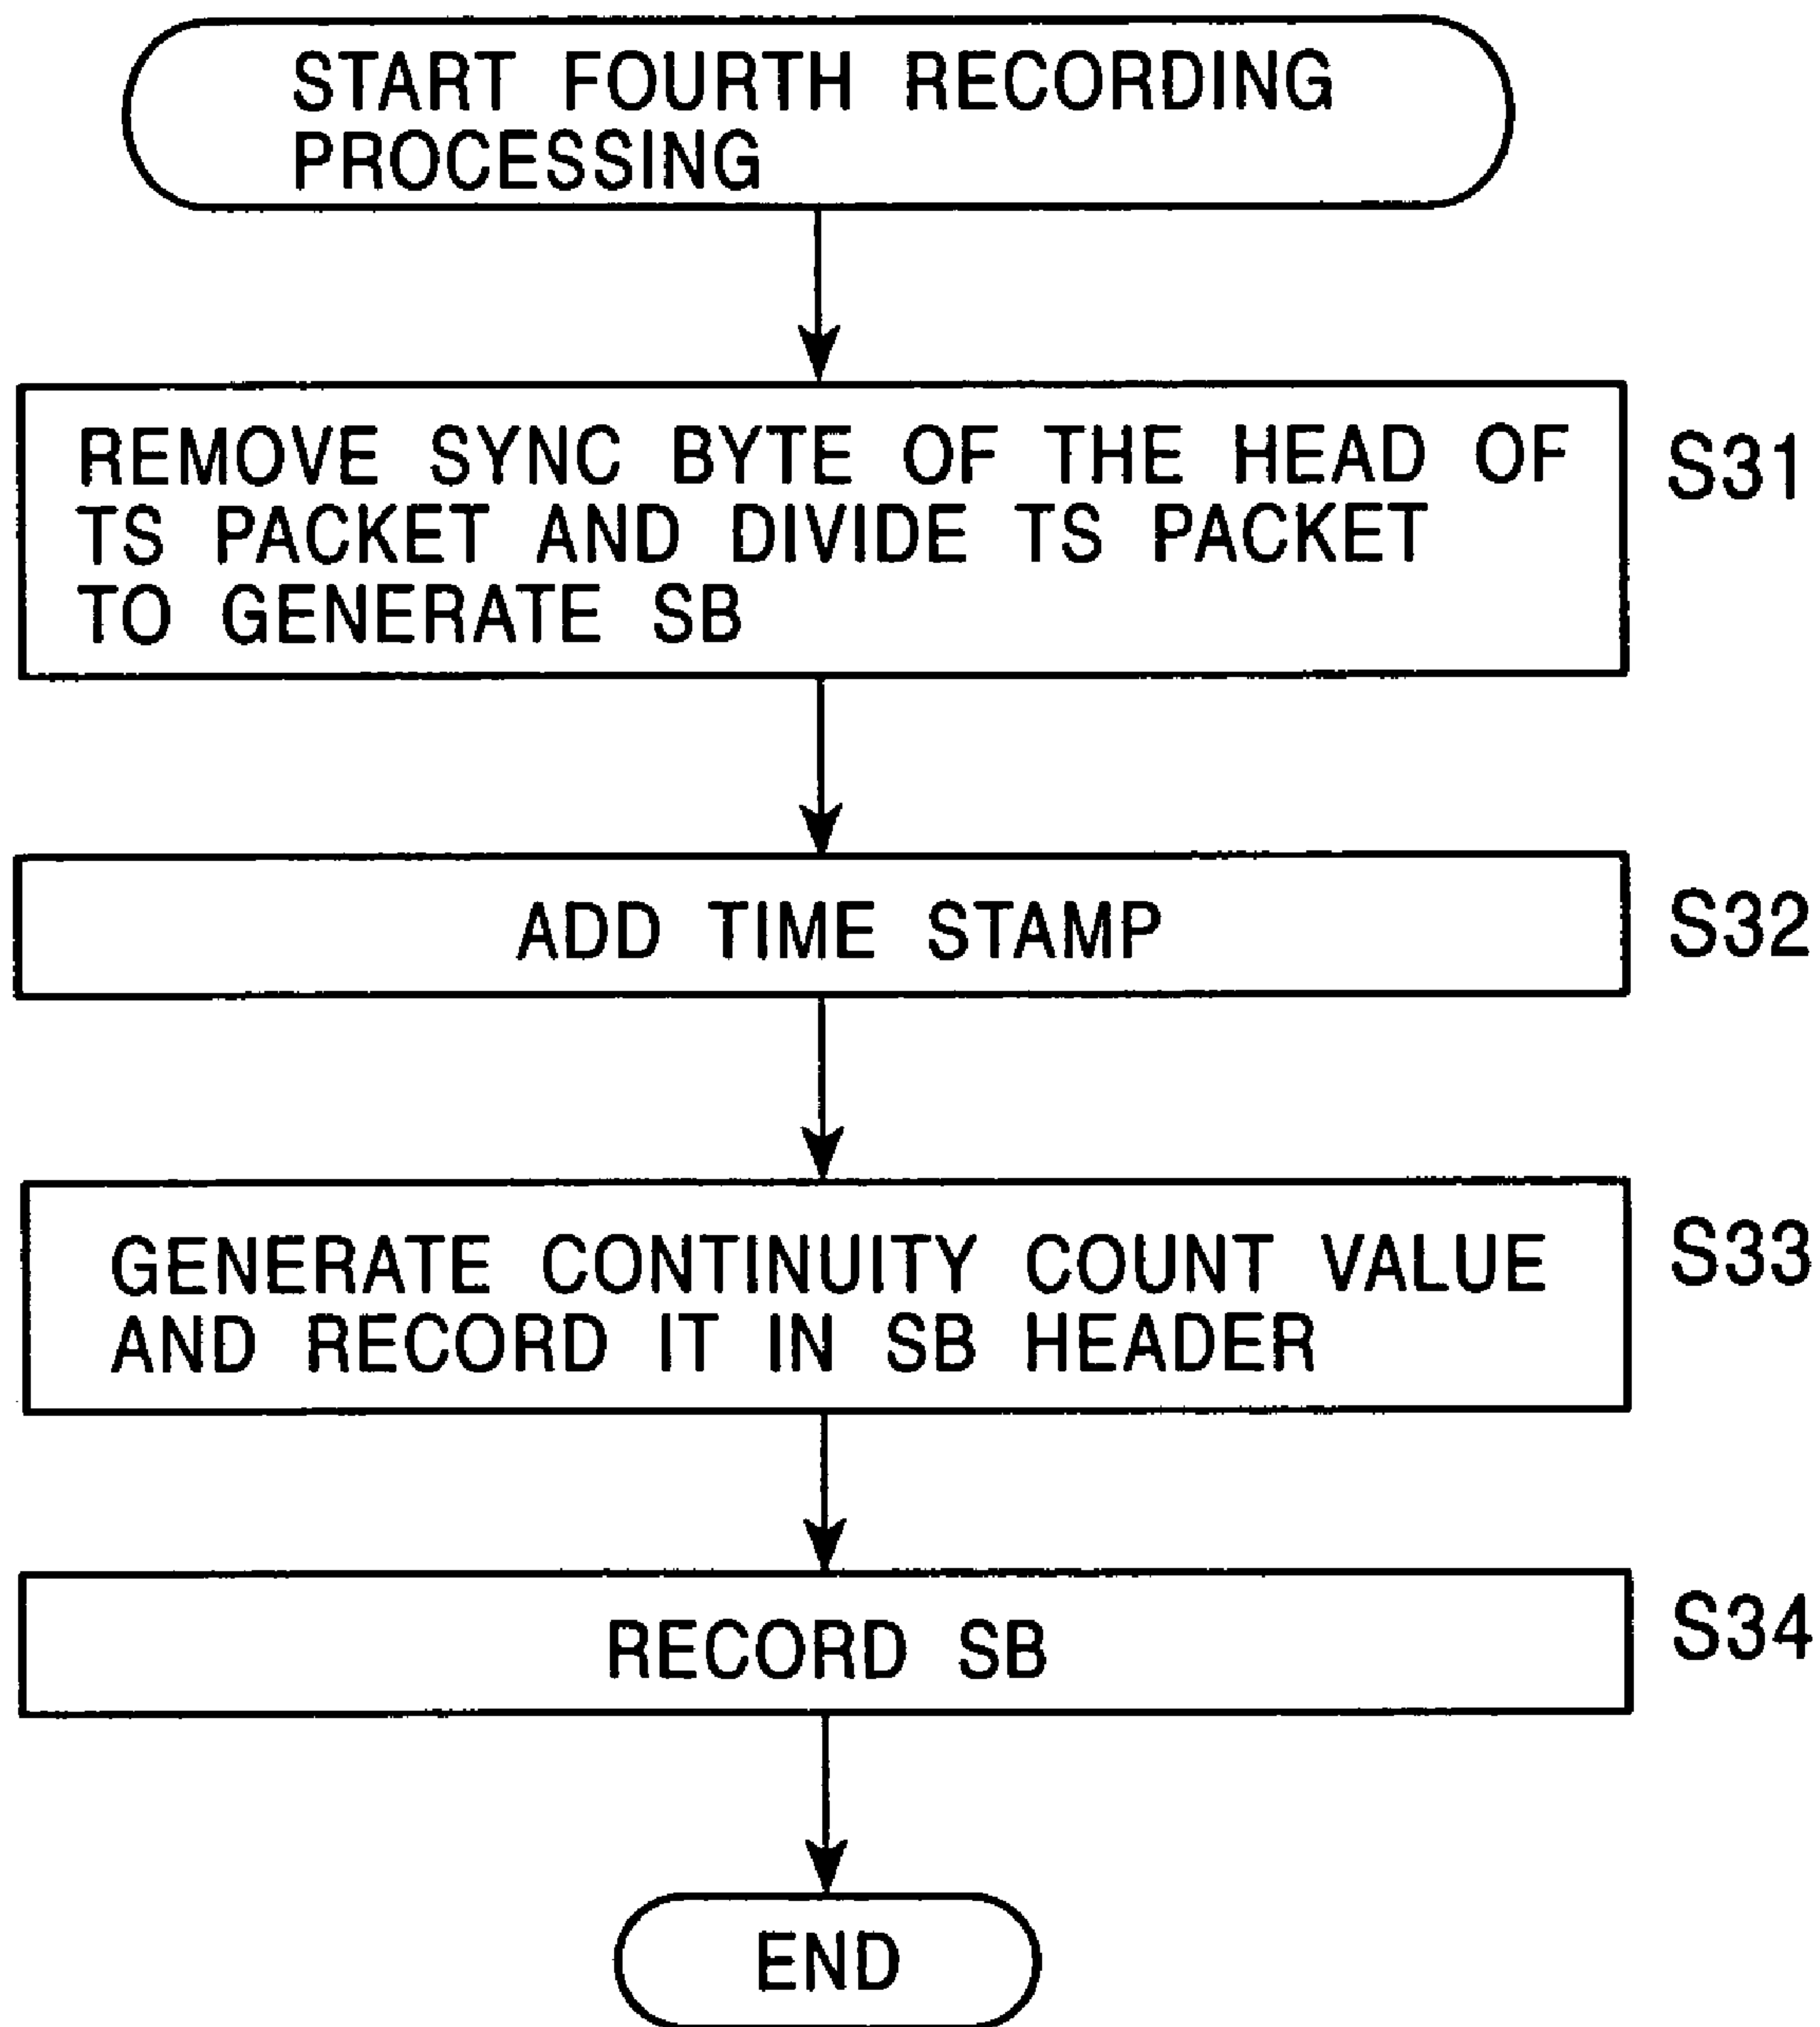 START FOURTH RECORDING
PROCESSING
REMOVE SYNC BYTE OF THE HEAD OF
TS PACKET AND DIVIDE TS PACKET
TO GENERATE SB
S31
ADD TIME STAMP
S32
GENERATE CONTINUITY COUNT VALUE
AND RECORD IT IN SB HEADER
S33
RECORD SB
S34
END